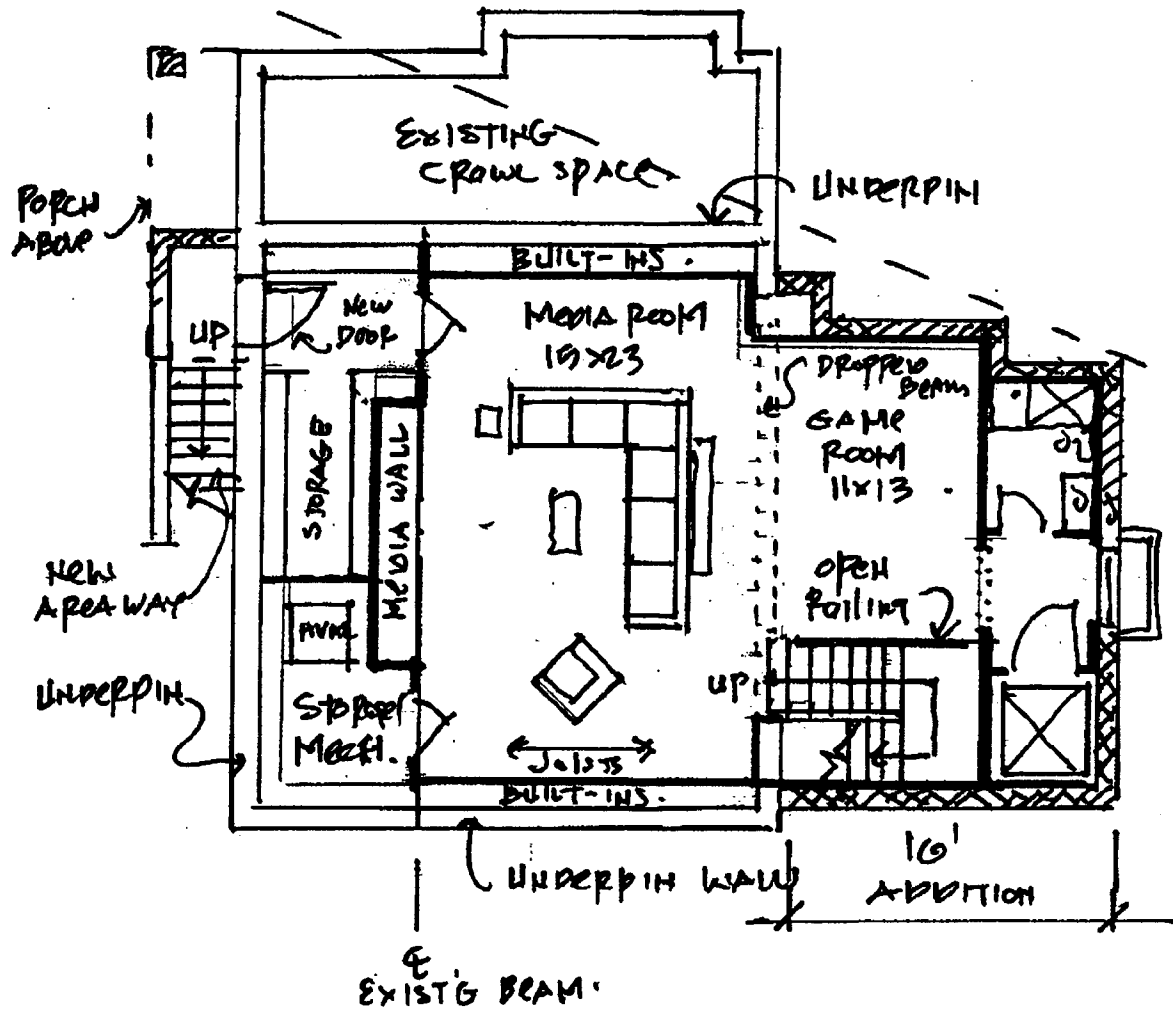 EXISTING
CRAWL SPACE
PORCH
ABOVE
UNDERPIN
BUILT-INS.
UP
NEW
DOOR
MEDIA ROOM
15x23
DROPPED
BEAM
GAME
ROOM
11x13
STORAGE
MEDIA WALL
NEW
AREAWAY
OPEN
RAILING
UNDERPIN
STORAGE
MECH.
UP
JOISTS
BUILT-INS.
UNDERPIN WALL
16'
ADDITION
℄
EXIST'G BEAM.